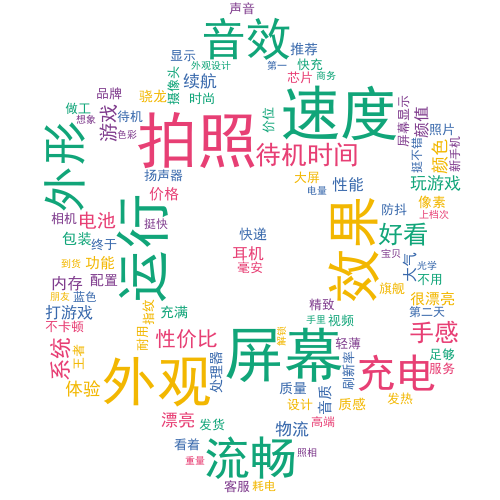 声音
音效
推荐
显示
外观设计
第一
快充
商务
芯片
摄像头
续航
骁龙
时尚
品牌
做工
想象
待机
色彩
游戏
价位
速度
屏幕显示
颜值
照片
挺不错
颜色
新手机
外形
拍照
待机时间
扬声器
大屏
电量
性能
玩游戏
价格
像素
上档次
防抖
相机
电池
挺快
运行
效果
好看
包装
终于
快递
耳机
毫安
宝贝
大气
光学
到货
功能
内存
配置
不用
旗舰
朋友
蓝色
精致
很漂亮
打游戏
指纹
充满
手里
视频
第二天
不卡顿
耐用
性价比
解锁
手感
系统
王者
屏幕
轻薄
刷新率
足够
服务
外观
处理器
充电
体验
质量
音质
发热
设计
质感
漂亮
发货
高端
物流
看着
流畅
照相
重量
客服
耗电